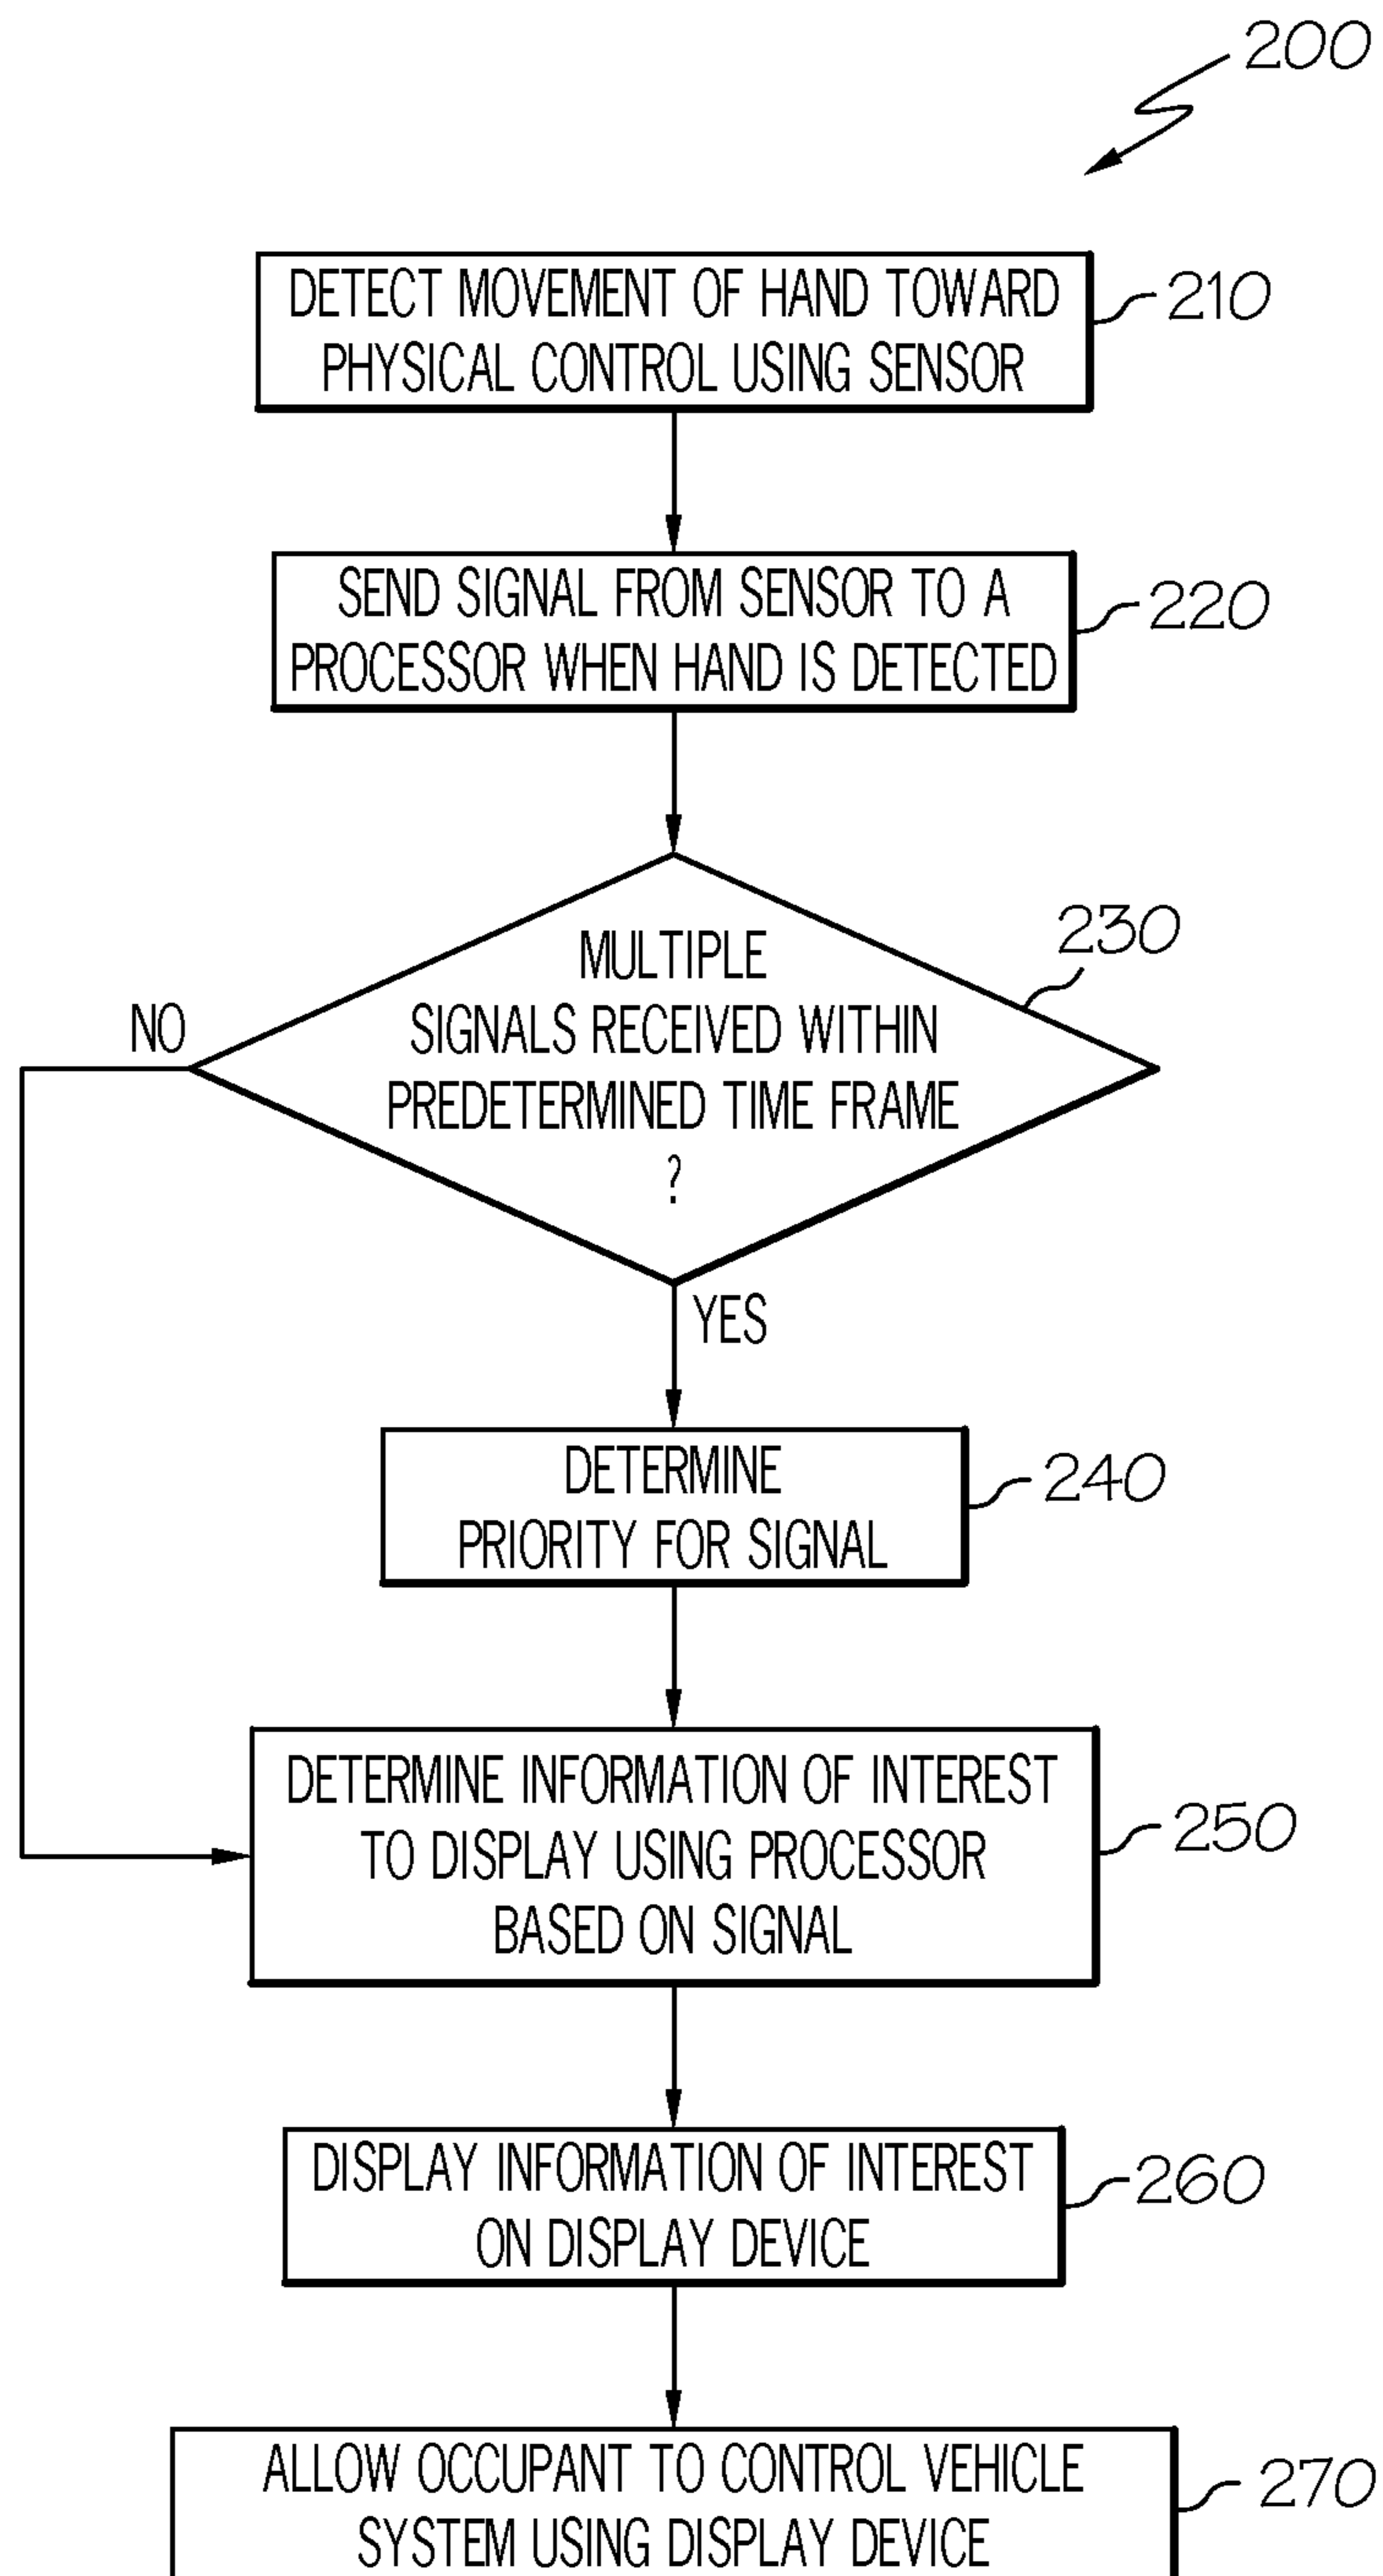 200
DETECT MOVEMENT OF HAND TOWARD
PHYSICAL CONTROL USING SENSOR
210
SEND SIGNAL FROM SENSOR TO A
PROCESSOR WHEN HAND IS DETECTED
220
MULTIPLE
SIGNALS RECEIVED WITHIN
PREDETERMINED TIME FRAME
?
230
NO
YES
DETERMINE
PRIORITY FOR SIGNAL
240
DETERMINE INFORMATION OF INTEREST
TO DISPLAY USING PROCESSOR
BASED ON SIGNAL
250
DISPLAY INFORMATION OF INTEREST
ON DISPLAY DEVICE
260
ALLOW OCCUPANT TO CONTROL VEHICLE
SYSTEM USING DISPLAY DEVICE
270